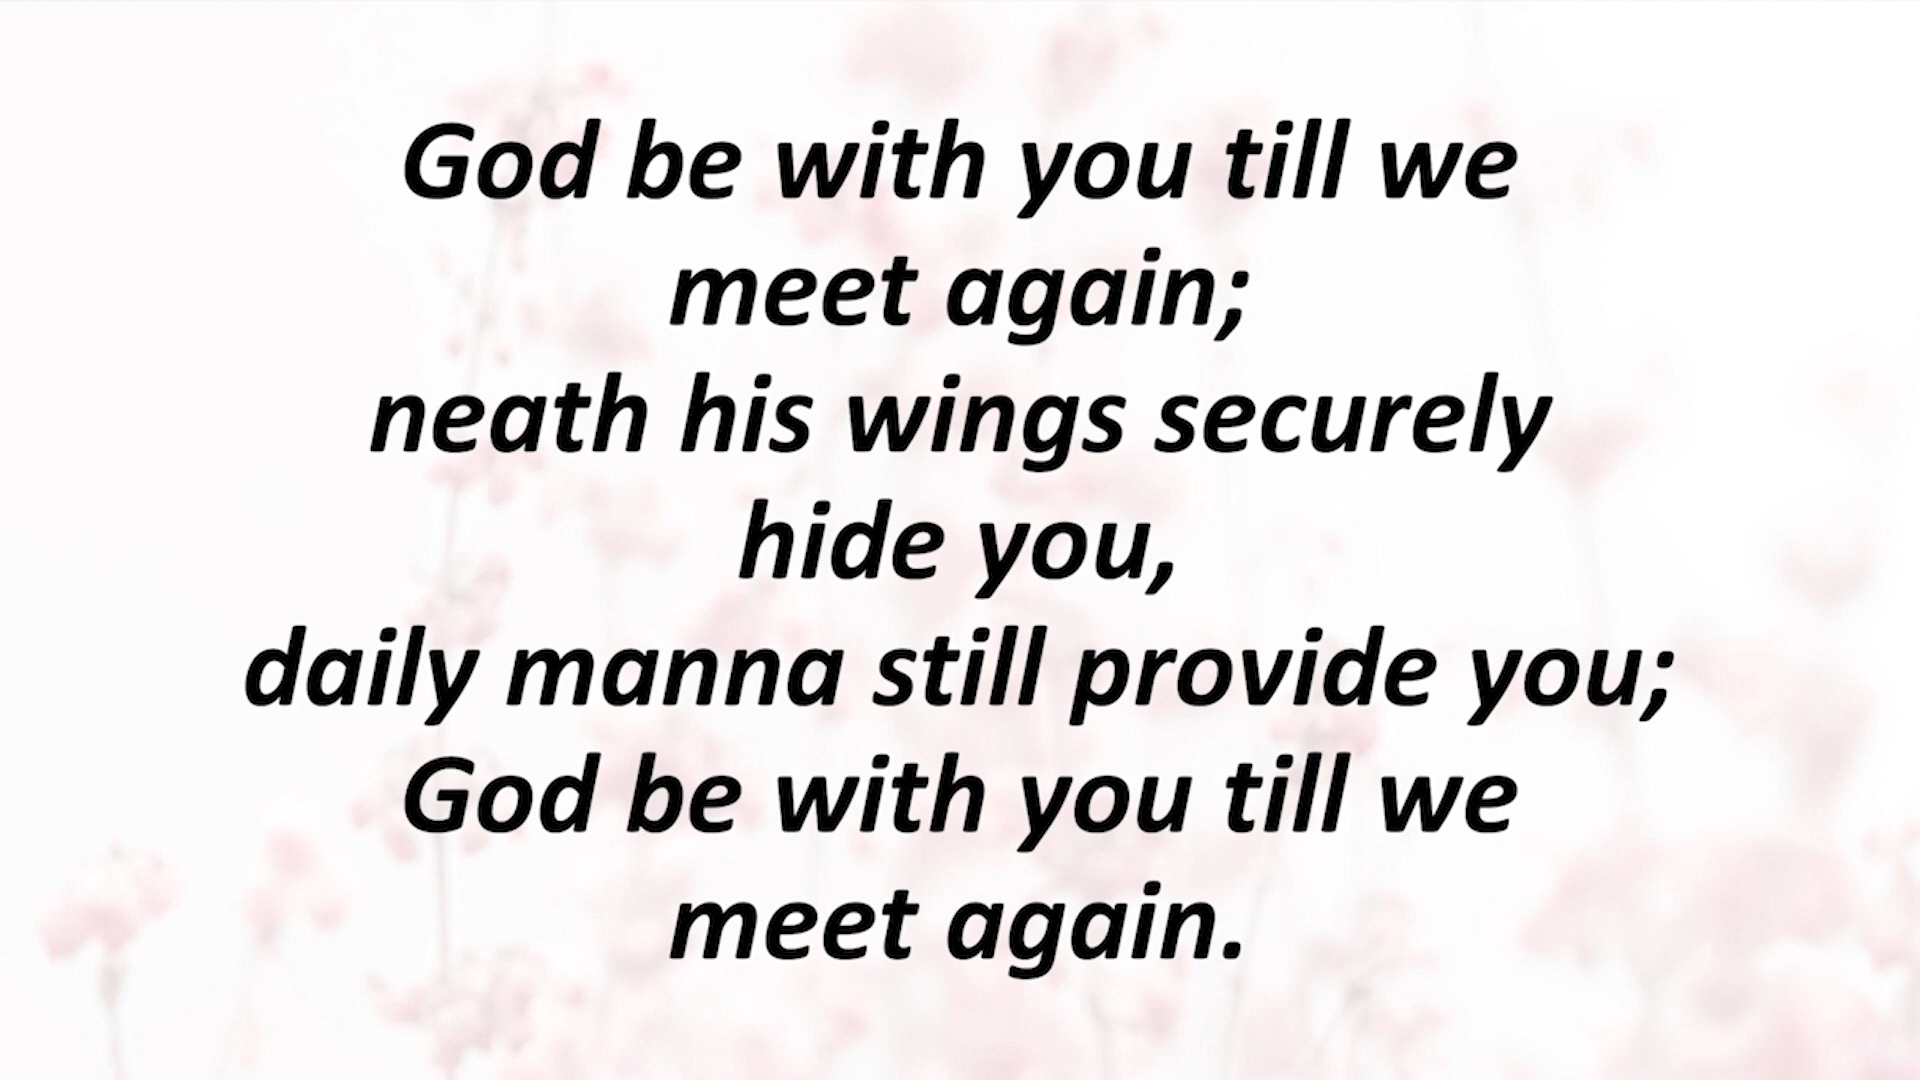 God be with you till we
meet again;
neath his wings securely
hide you,
daily manna still provide you;
God be with you till we
meet again.